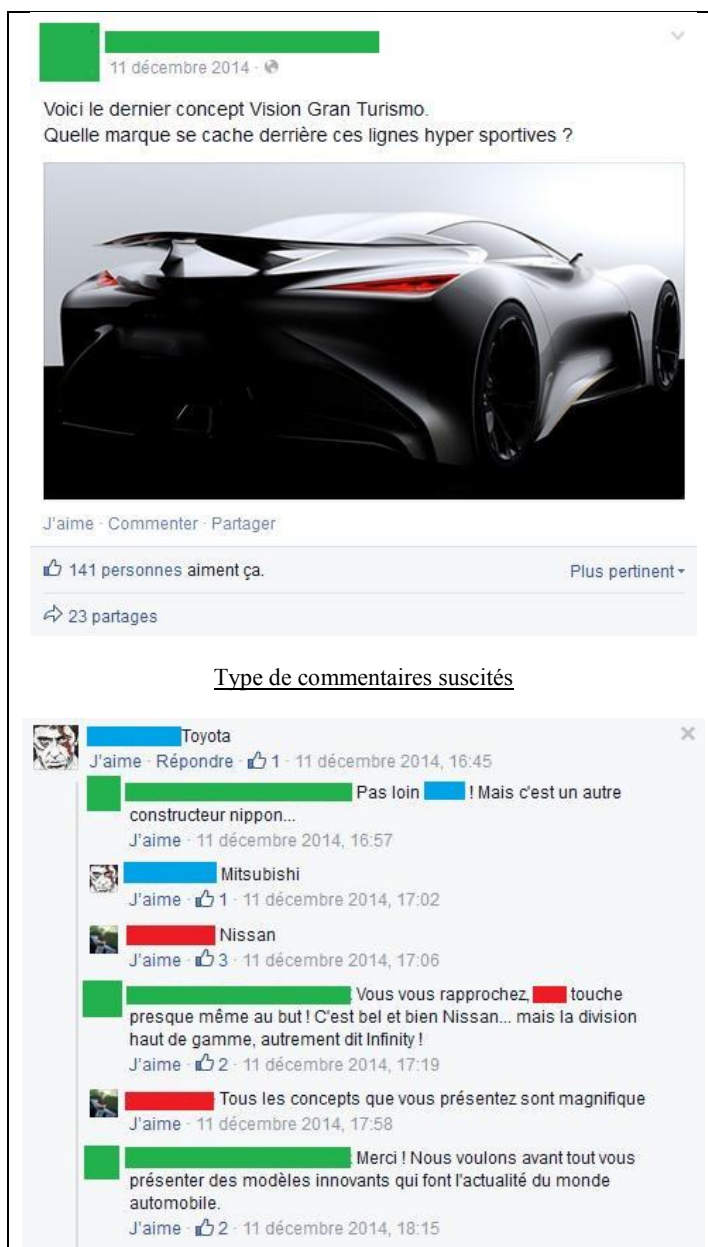 11 décembre 2014 ·
Voici le dernier concept Vision Gran Turismo.
Quelle marque se cache derrière ces lignes hyper sportives ?
J'aime · Commenter · Partager
141 personnes aiment ça.
Plus pertinent
23 partages
Type de commentaires suscités
Toyota
J'aime · Répondre · 1 · 11 décembre 2014, 16:45
Pas loin ! Mais c'est un autre
constructeur nippon...
J'aime · 11 décembre 2014, 16:57
Mitsubishi
J'aime · 1 · 11 décembre 2014, 17:02
Nissan
J'aime · 3 · 11 décembre 2014, 17:06
Vous vous rapprochez, touche
presque même au but ! C'est bel et bien Nissan... mais la division
haut de gamme, autrement dit Infinity !
J'aime · 2 · 11 décembre 2014, 17:19
Tous les concepts que vous présentez sont magnifique
J'aime · 11 décembre 2014, 17:58
Merci ! Nous voulons avant tout vous
présenter des modèles innovants qui font l'actualité du monde
automobile.
J'aime · 2 · 11 décembre 2014, 18:15